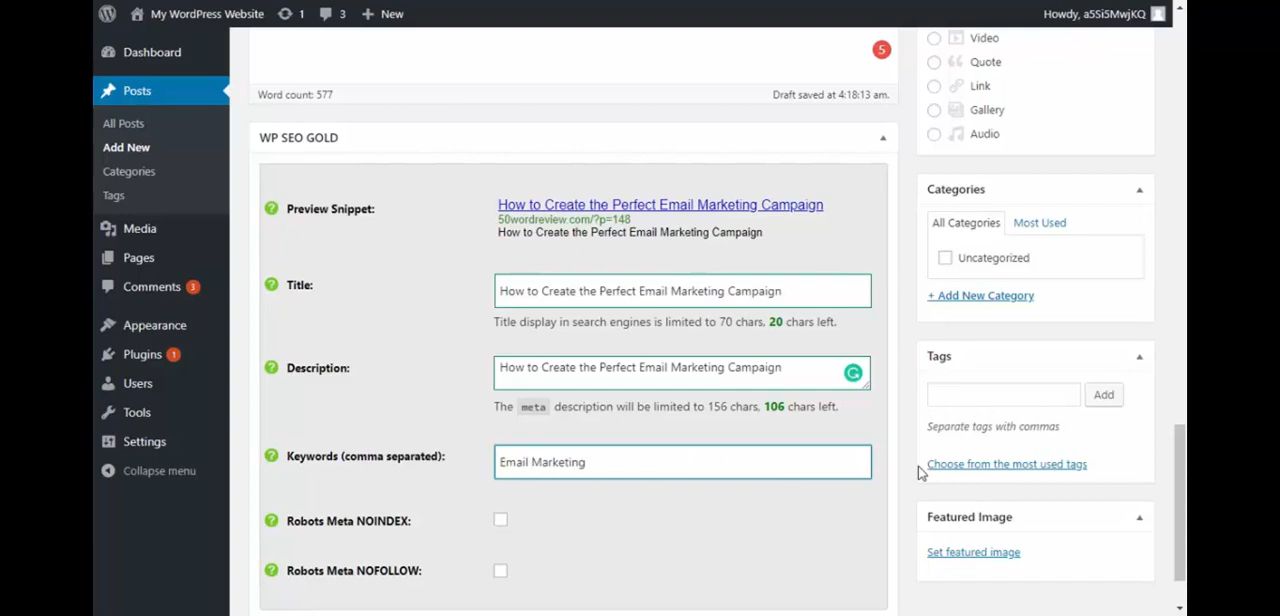 My WordPress Website
1
3
New
Howdy, a5Si5MwjKQ
Dashboard
Posts
All Posts
Add New
Categories
Tags
Media
Pages
Comments 3
Appearance
Plugins 1
Users
Tools
Settings
Collapse menu
5
Word count: 577
Draft saved at 4:18:13 am.
WP SEO GOLD
Preview Snippet:
How to Create the Perfect Email Marketing Campaign
50wordreview.com/?p=148
How to Create the Perfect Email Marketing Campaign
Title:
How to Create the Perfect Email Marketing Campaign
Title display in search engines is limited to 70 chars, 20 chars left.
Description:
How to Create the Perfect Email Marketing Campaign
The meta description will be limited to 156 chars, 106 chars left.
Keywords (comma separated):
Email Marketing
Robots Meta NOINDEX:
Robots Meta NOFOLLOW:
Video
Quote
Link
Gallery
Audio
Categories
All Categories
Most Used
Uncategorized
+ Add New Category
Tags
Add
Separate tags with commas
Choose from the most used tags
Featured Image
Set featured image